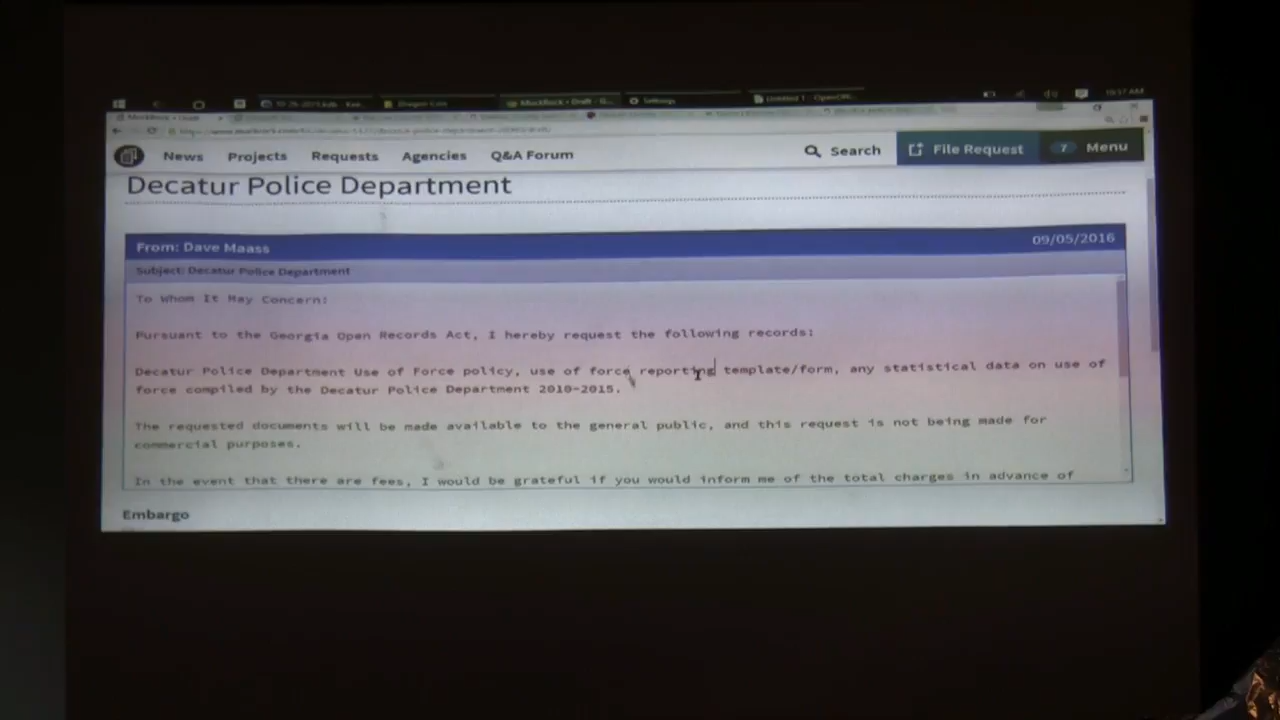 10:37 AM
News Projects Requests Agencies Q&A Forum Search File Request 7 Menu
Decatur Police Department
From: Dave Maass 09/05/2016
Subject: Decatur Police Department
To Whom It May Concern:
Pursuant to the Georgia Open Records Act, I hereby request the following records:
Decatur Police Department Use of Force policy, use of force reporting template/form, any statistical data on use of
force compiled by the Decatur Police Department 2010-2015.
The requested documents will be made available to the general public, and this request is not being made for
commercial purposes.
In the event that there are fees, I would be grateful if you would inform me of the total charges in advance of
Embargo